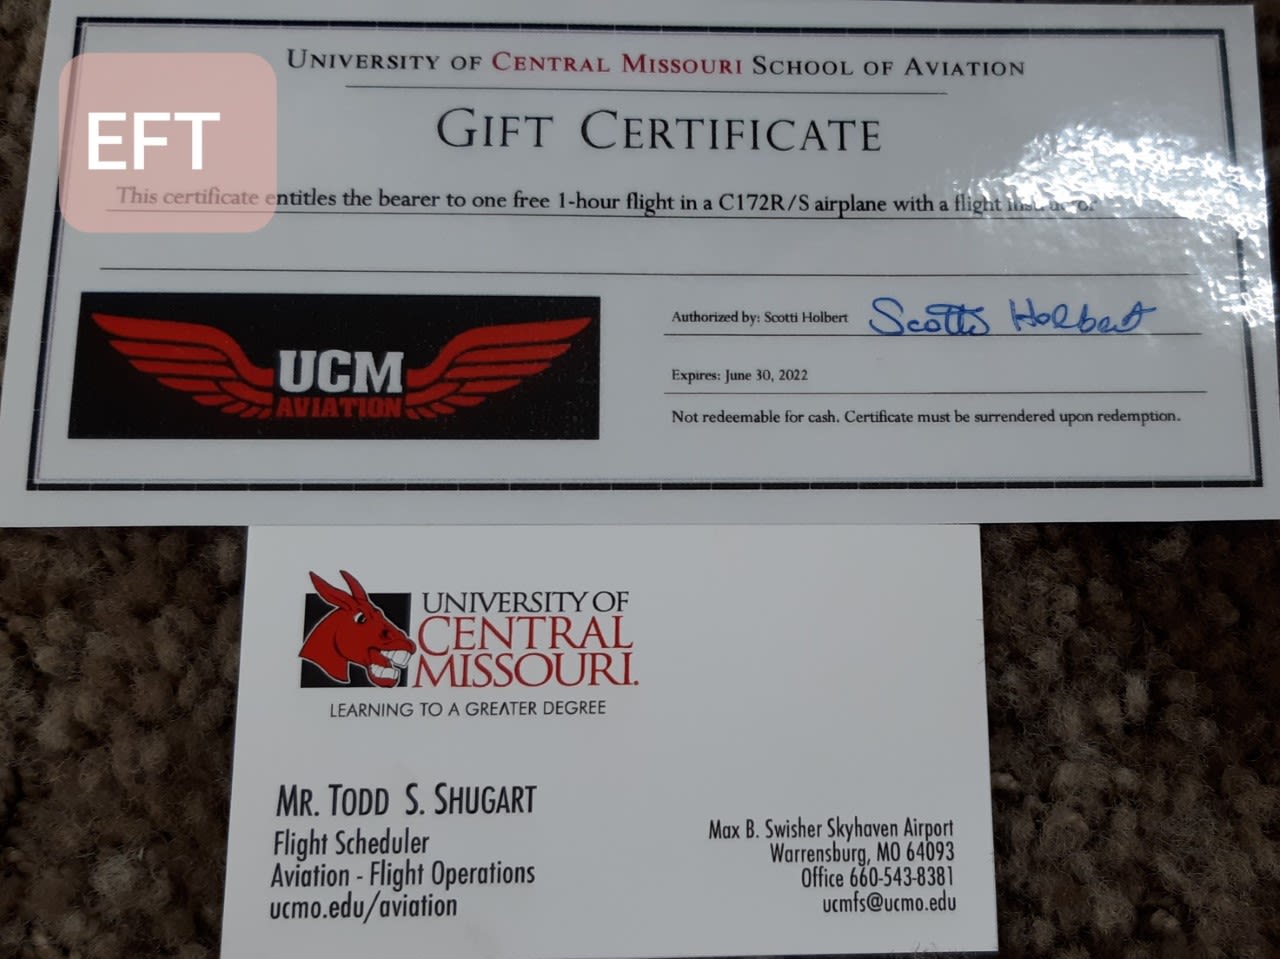 UNIVERSITY OF CENTRAL MISSOURI SCHOOL OF AVIATION
GIFT CERTIFICATE
EFT
This certificate entitles the bearer to one free 1-hour flight in a C172R/S airplane with a flight
UCM
AVIATION
Authorized by: Scotti Holbert Scotti Holbert
Expires: June 30, 2022
Not redeemable for cash. Certificate must be surrendered upon redemption.
UNIVERSITY OF
CENTRAL
MISSOURI.
LEARNING TO A GREATER DEGREE
MR. TODD S. SHUGART
Flight Scheduler
Aviation - Flight Operations
ucmo.edu/aviation
Max B. Swisher Skyhaven Airport
Warrensburg, MO 64093
Office 660-543-8381
ucmfs@ucmo.edu